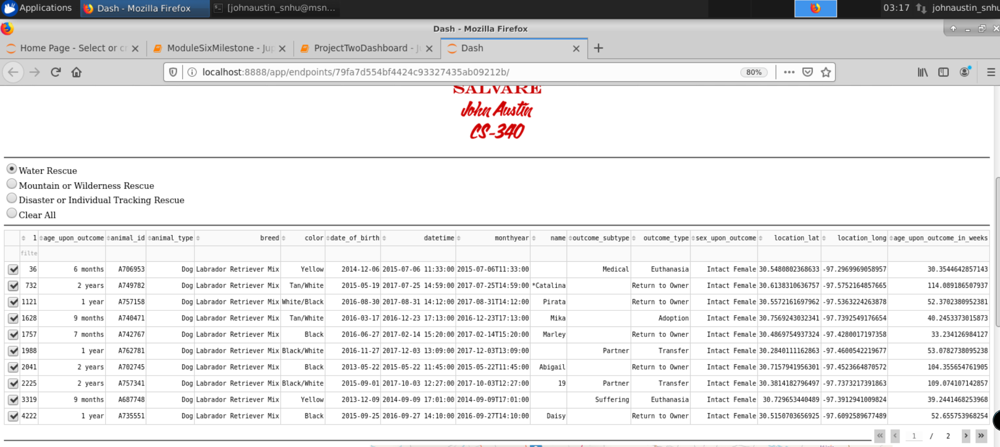 Applications Dash - Mozilla Firefox [johnaustin_snhu@msn... 03:17 johnaustin_snhu
Dash - Mozilla Firefox
Home Page - Select or cr ModuleSixMilestone - Jup ProjectTwoDashboard - J Dash
localhost:8888/app/endpoints/79fa7d554bf4424c93327435ab09212b/ 80%
SALVARE
John Austin
CS-340
Water Rescue
Mountain or Wilderness Rescue
Disaster or Individual Tracking Rescue
Clear All
1 age_upon_outcome animal_id animal_type breed color date_of_birth datetime monthyear name outcome_subtype outcome_type sex_upon_outcome location_lat location_long age_upon_outcome_in_weeks
filte
36 6 months A706953 Dog Labrador Retriever Mix Yellow 2014-12-06 2015-07-06 11:33:00 2015-07-06T11:33:00 Medical Euthanasia Intact Female 30.5480802368633 -97.2969969058957 30.3544642857143
732 2 years A749782 Dog Labrador Retriever Mix Tan/White 2015-05-19 2017-07-25 14:59:00 2017-07-25T14:59:00 *Catalina Return to Owner Intact Female 30.6138310636757 -97.5752164857665 114.089186507937
1121 1 year A757158 Dog Labrador Retriever Mix White/Black 2016-08-30 2017-08-31 14:12:00 2017-08-31T14:12:00 Pirata Return to Owner Intact Female 30.5572161697962 -97.5363224263878 52.3702380952381
1628 9 months A740471 Dog Labrador Retriever Mix Tan/White 2016-03-17 2016-12-23 17:13:00 2016-12-23T17:13:00 Mika Adoption Intact Female 30.7569243032341 -97.7392549176654 40.2453373015873
1757 7 months A742767 Dog Labrador Retriever Mix Black 2016-06-27 2017-02-14 15:20:00 2017-02-14T15:20:00 Marley Return to Owner Intact Female 30.4869754937324 -97.4280017197358 33.234126984127
1988 1 year A762781 Dog Labrador Retriever Mix Black/White 2016-11-27 2017-12-03 13:09:00 2017-12-03T13:09:00 Partner Transfer Intact Female 30.2840111162863 -97.4600542219677 53.0782738095238
2041 2 years A702745 Dog Labrador Retriever Mix Black 2013-05-22 2015-05-22 11:45:00 2015-05-22T11:45:00 Abigail Return to Owner Intact Female 30.7157941956301 -97.4523664870572 104.355654761905
2225 2 years A757341 Dog Labrador Retriever Mix Black/White 2015-09-01 2017-10-03 12:27:00 2017-10-03T12:27:00 19 Partner Transfer Intact Female 30.3814182796497 -97.7373217391863 109.074107142857
3319 9 months A687748 Dog Labrador Retriever Mix Yellow 2013-12-09 2014-09-09 17:01:00 2014-09-09T17:01:00 Suffering Euthanasia Intact Female 30.729653440489 -97.3912941009824 39.2441468253968
4222 1 year A735551 Dog Labrador Retriever Mix Black 2015-09-25 2016-09-27 14:10:00 2016-09-27T14:10:00 Daisy Return to Owner Intact Female 30.5150703656925 -97.6092589677489 52.655753968254
1 / 2